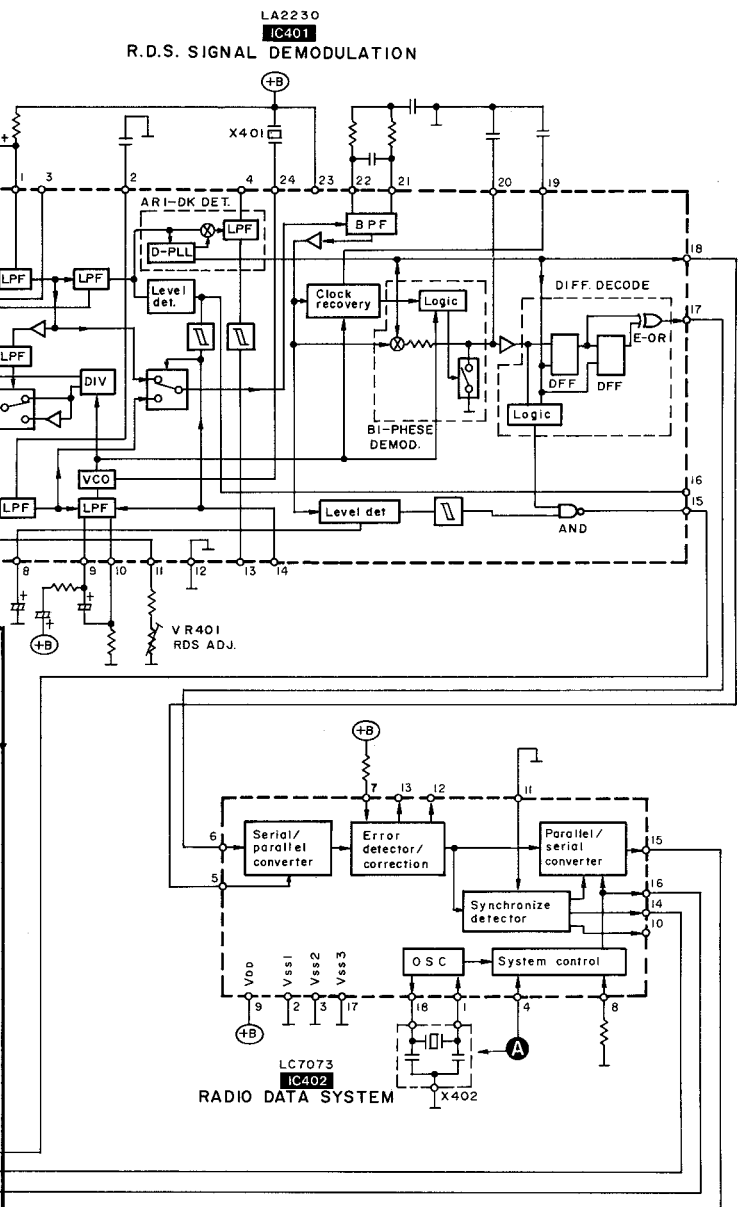 LA2230
IC401
R.D.S. SIGNAL DEMODULATION
+B
X401
+
1
3
2
4
24
23
22
21
20
19
ARI-DK DET.
LPF
BPF
D-PLL
18
LPF
LPF
Level det.
Clock recovery
Logic
DIFF. DECODE
17
E-OR
LPF
DFF
DFF
DIV
Logic
BI-PHESE DEMOD.
VCO
16
LPF
LPF
15
Level det
AND
8
9
10
11
12
13
14
+
+
+
+B
VR401
RDS ADJ.
+B
7
13
12
11
6
Serial/
parallel
converter
Error
detector/
correction
Parallel/
serial
converter
15
5
16
Synchronize
detector
14
10
OSC
System control
VDD
Vss1
Vss2
Vss3
9
2
3
17
18
1
4
8
+B
A
LC7073
IC402
RADIO DATA SYSTEM
X402